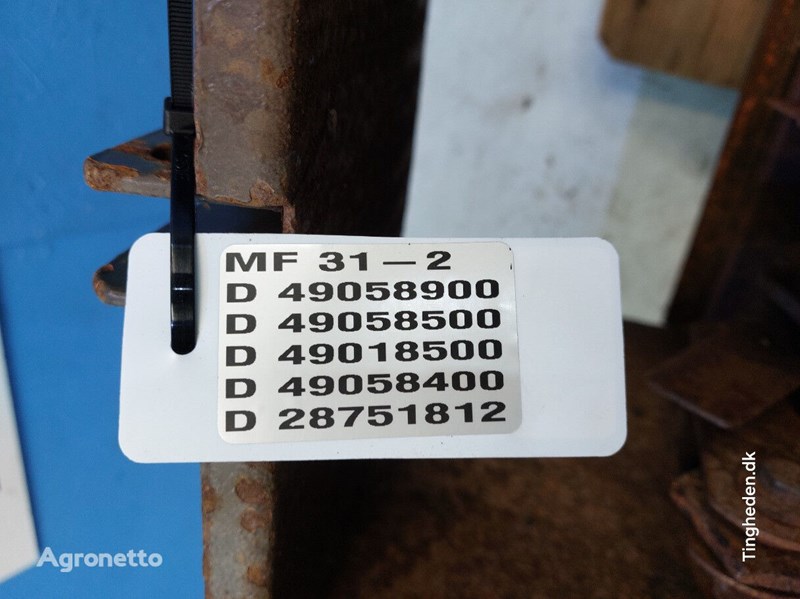 MF 31-2
D 49058900
D 49058500
D 49018500
D 49058400
D 28751812
Tingheden.dk
Agronetto